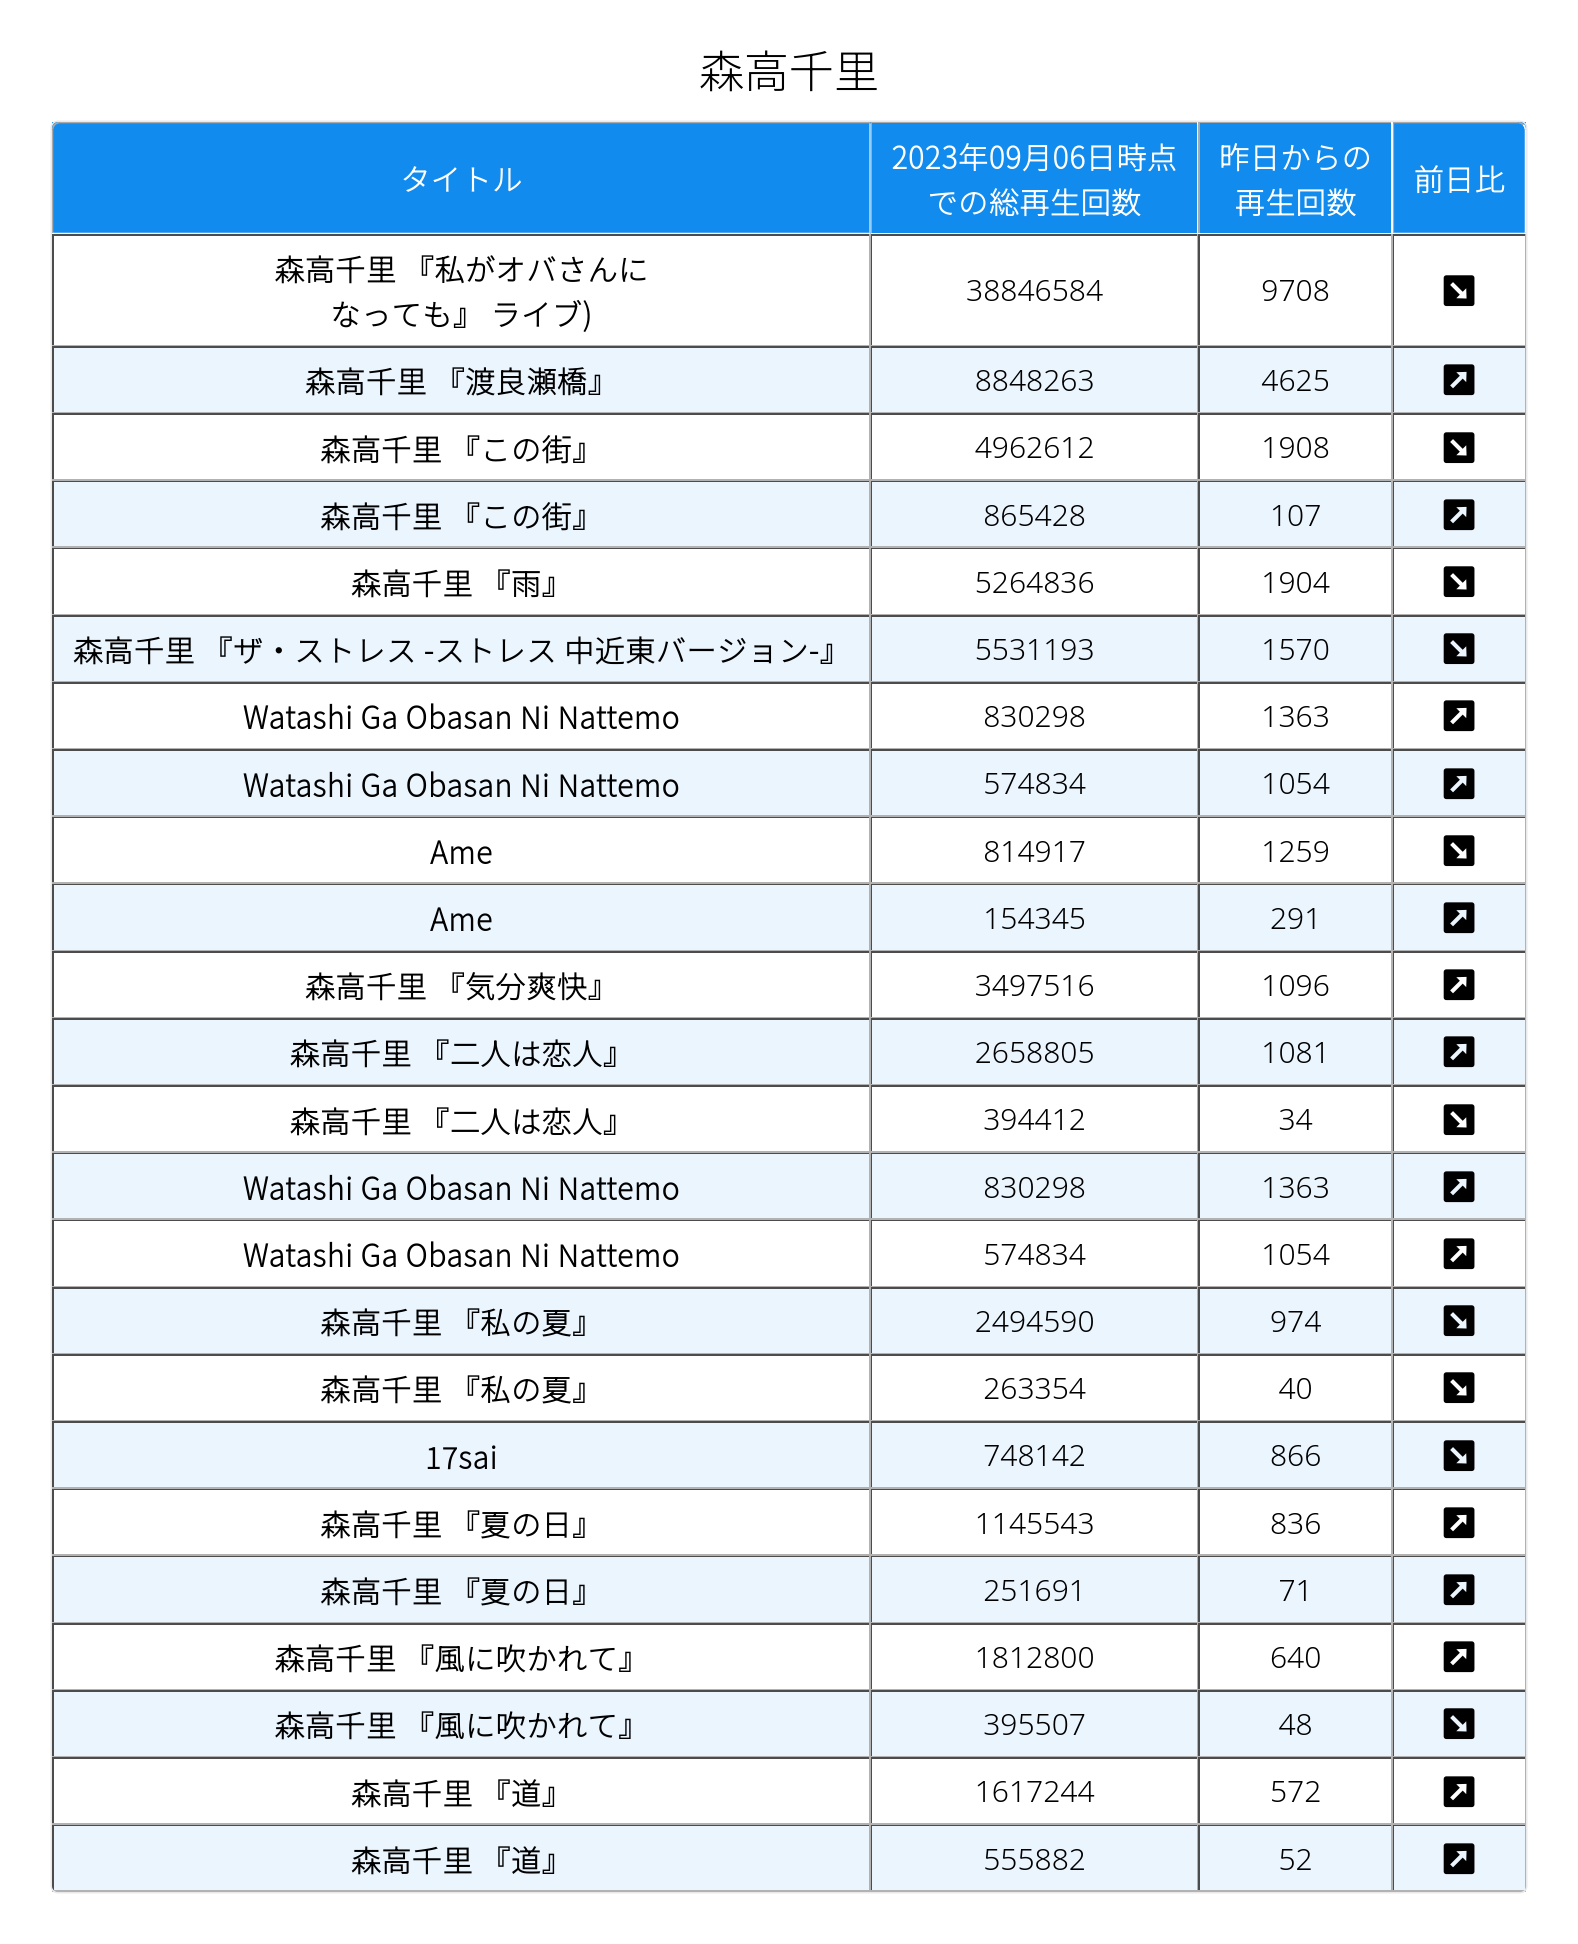 森高千里
タイトル
2023年09月06日時点
での総再生回数
昨日からの
再生回数
前日比
森高千里 『私がオバさんに
なっても』 ライブ)
38846584 9708 ↘
森高千里 『渡良瀬橋』 8848263 4625 ↗
森高千里 『この街』 4962612 1908 ↘
森高千里 『この街』 865428 107 ↗
森高千里 『雨』 5264836 1904 ↘
森高千里 『ザ・ストレス -ストレス 中近東バージョン-』 5531193 1570 ↘
Watashi Ga Obasan Ni Nattemo 830298 1363 ↗
Watashi Ga Obasan Ni Nattemo 574834 1054 ↗
Ame 814917 1259 ↘
Ame 154345 291 ↗
森高千里 『気分爽快』 3497516 1096 ↗
森高千里 『二人は恋人』 2658805 1081 ↗
森高千里 『二人は恋人』 394412 34 ↘
Watashi Ga Obasan Ni Nattemo 830298 1363 ↗
Watashi Ga Obasan Ni Nattemo 574834 1054 ↗
森高千里 『私の夏』 2494590 974 ↘
森高千里 『私の夏』 263354 40 ↘
17sai 748142 866 ↘
森高千里 『夏の日』 1145543 836 ↗
森高千里 『夏の日』 251691 71 ↗
森高千里 『風に吹かれて』 1812800 640 ↗
森高千里 『風に吹かれて』 395507 48 ↘
森高千里 『道』 1617244 572 ↗
森高千里 『道』 555882 52 ↗